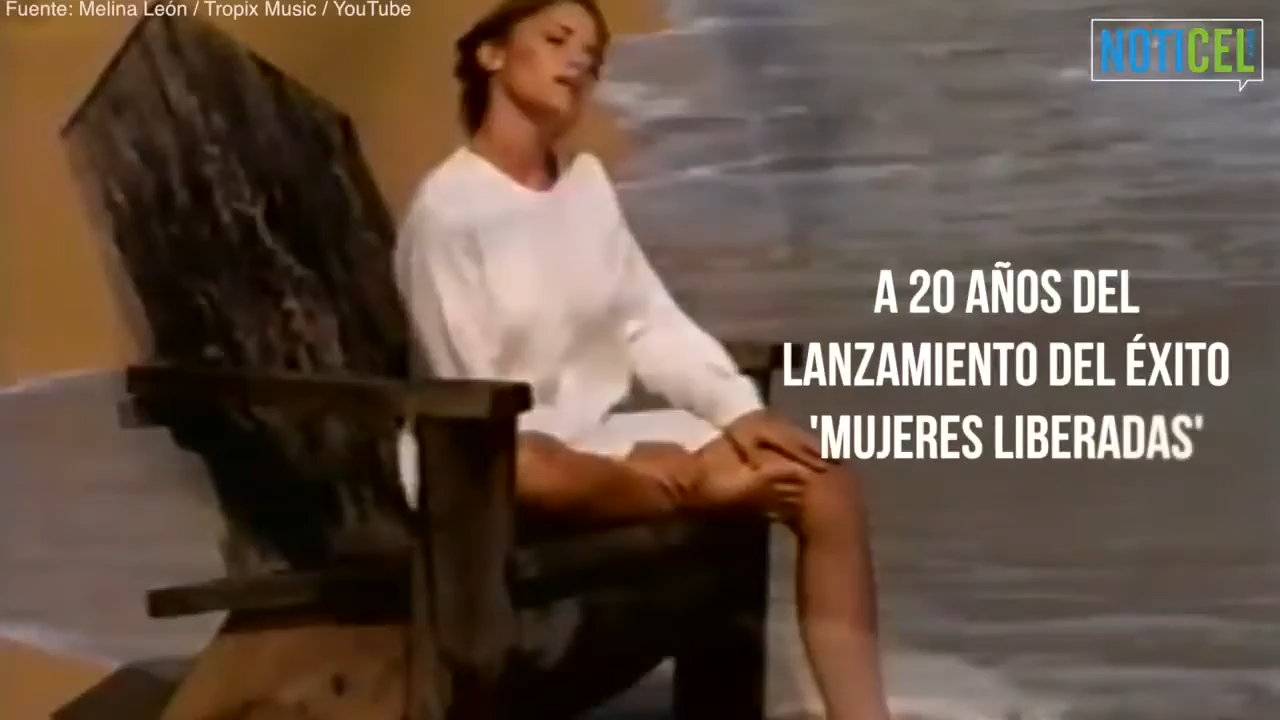 Fuente: Melina León / Tropix Music / YouTube
NOTICEL
A 20 AÑOS DEL
LANZAMIENTO DEL ÉXITO
'MUJERES LIBERADAS'